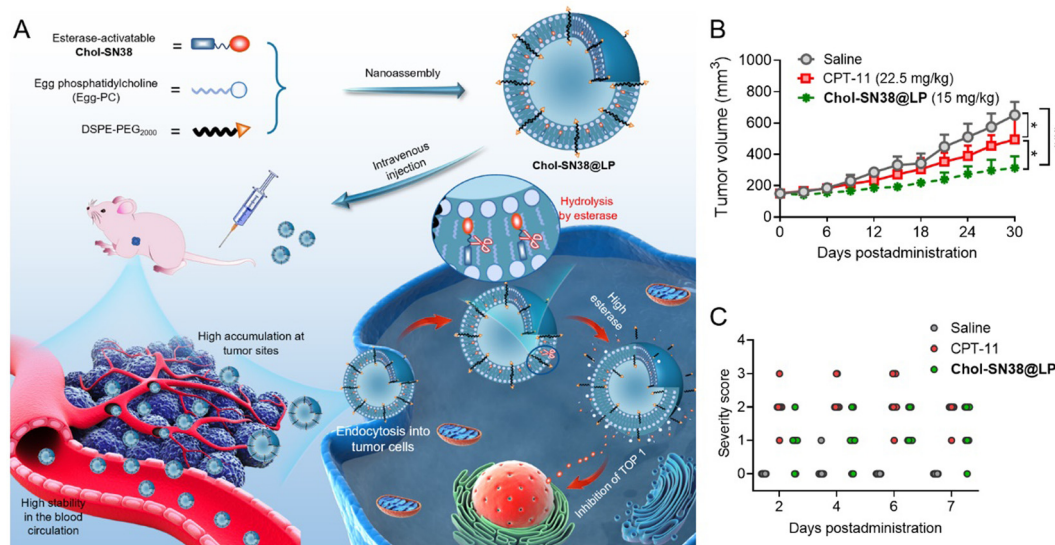 A
Esterase-activatable
Chol-SN38
=
Egg phosphatidylcholine
(Egg-PC)
=
DSPE-PEG2000
=
Nanoassembly
Chol-SN38@LP
Intravenous
injection
Hydrolysis
by esterase
High
esterase
High accumulation at
tumor sites
Endocytosis into
tumor cells
Inhibition of TOP 1
High stability
in the blood
circulation
B
Saline
CPT-11 (22.5 mg/kg)
Chol-SN38@LP (15 mg/kg)
Tumor volume (mm3)
1000
800
600
400
200
0
*
*
0 6 12 18 24 30
Days postadministration
C
Saline
CPT-11
Chol-SN38@LP
Severity score
4
3
2
1
0
2 4 6 7
Days postadministration